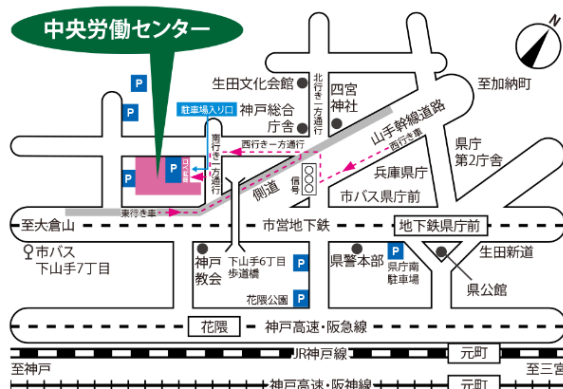 中央労働センター
P
生田文化会館
駐車場入り口
神戸総合
庁舎
北行き一方通行
四宮
神社
至加納町
山手幹線道路
西行き一方通行
西行き車
南行き一方通行
P
P
県庁
第2庁舎
兵庫県庁
信号
側道
市バス県庁前
東行き車
至大倉山
市営地下鉄
地下鉄県庁前
市バス
下山手7丁目
神戸
教会
下山手6丁目
歩道橋
P
県警本部
P
県庁南
駐車場
生田新道
県公館
花隈公園
P
花隈
神戸高速・阪急線
JR神戸線
元町
至神戸
至三宮
神戸高速・阪神線
元町